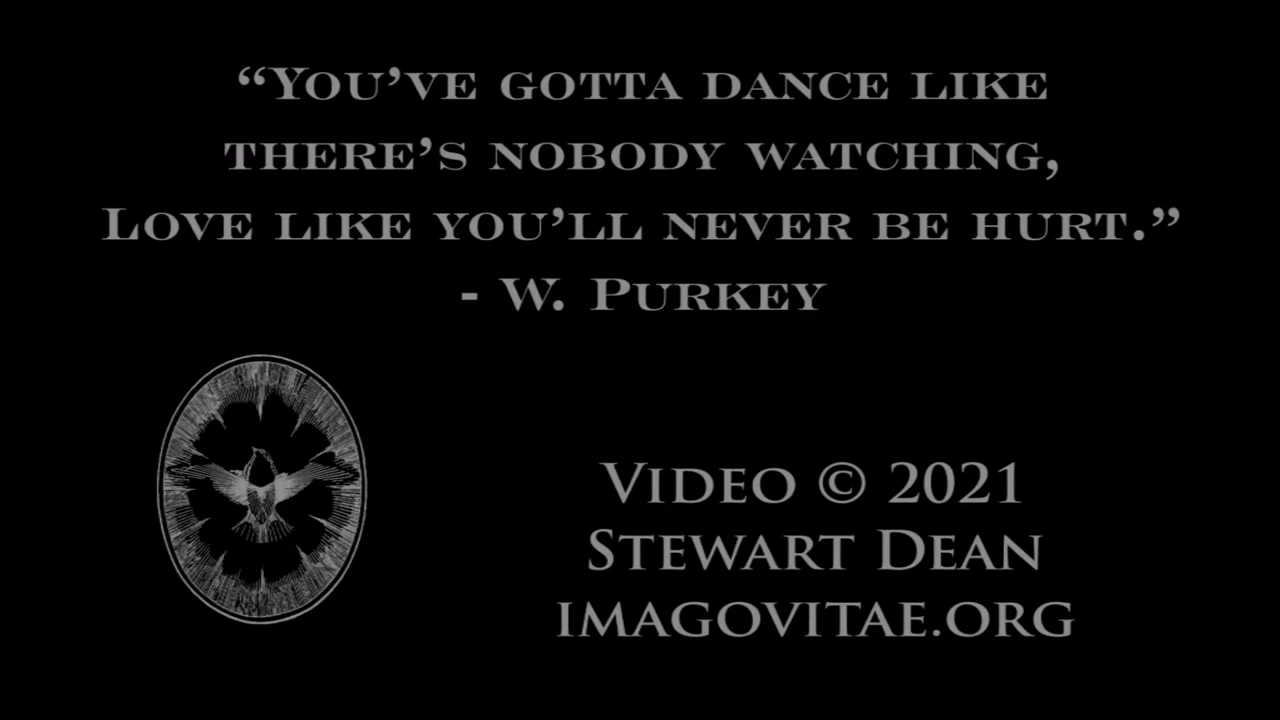 “You’ve gotta dance like
there’s nobody watching,
Love like you’ll never be hurt.”
- W. Purkey
Video © 2021
Stewart Dean
imagovitae.org